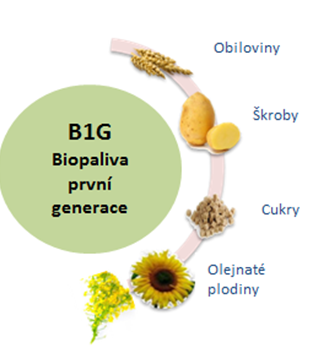 B1G
Biopaliva
první
generace
Obiloviny
Škroby
Cukry
Olejnaté
plodiny